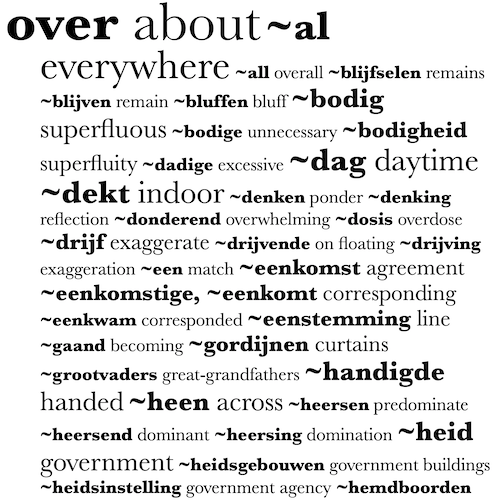 over about ~al
everywhere ~all overall ~blijfselen remains
~blijven remain ~bluffen bluff ~bodig
superfluous ~bodige unnecessary ~bodigheid
superfluity ~dadige excessive ~dag daytime
~dekt indoor ~denken ponder ~denking
reflection ~donderend overwhelming ~dosis overdose
~drijf exaggerate ~drijvende on floating ~drijving
exaggeration ~een match ~eenkomst agreement
~eenkomstige, ~eenkomt corresponding
~eenkwam corresponded ~eenstemming line
~gaand becoming ~gordijnen curtains
~grootvaders great-grandfathers ~handigde
handed ~heen across ~heersen predominate
~heersend dominant ~heersing domination ~heid
government ~heidsgebouwen government buildings
~heidsinstelling government agency ~hemdboorden